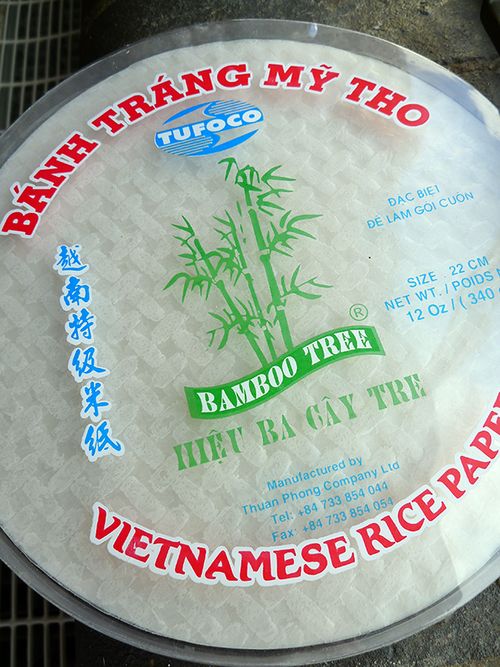 BÁNH TRÁNG MỸ THO
TUFOCO
ĐẶC BIỆT
ĐỂ LÀM GỎI CUỐN
越南特级米纸
SIZE : 22 CM
NET WT. / POIDS
12 Oz / ( 340
®
BAMBOO TREE
HIỆU BA CÂY TRE
Manufactured by
Thuan Phong Company Ltd
Tel: +84 733 854 044
Fax: +84 733 854 054
VIETNAMESE RICE PAPE